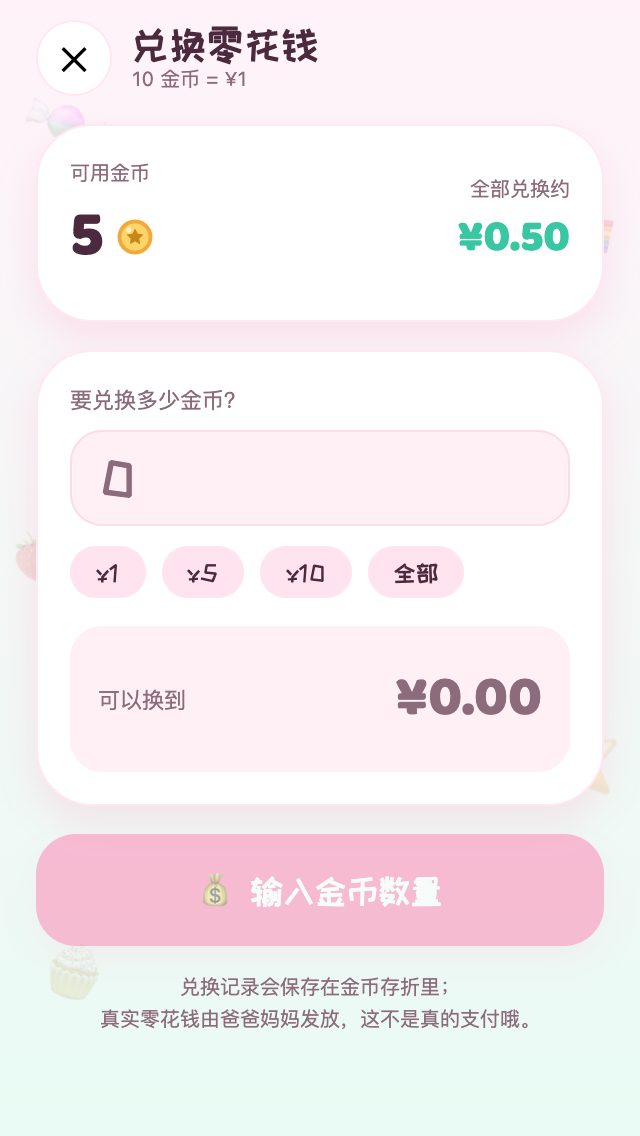 兑换零花钱
10 金币 = ¥1
可用金币
全部兑换约
5
¥0.50
要兑换多少金币?
0
¥1
¥5
¥10
全部
可以换到
¥0.00
输入金币数量
兑换记录会保存在金币存折里；
真实零花钱由爸爸妈妈发放，这不是真的支付哦。